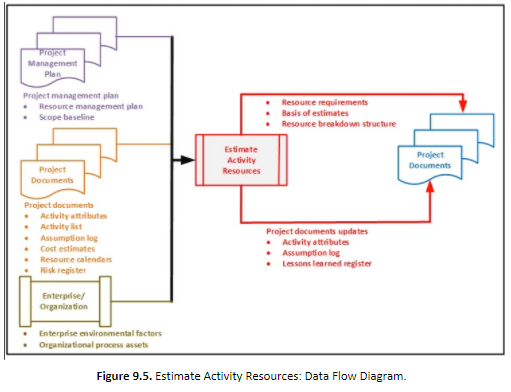 Project
Management
Plan
Project management plan
• Resource management plan
• Scope baseline
Project
Documents
Project documents
• Activity attributes
• Activity list
• Assumption log
• Cost estimates
• Resource calendars
• Risk register
Enterprise/
Organization
• Enterprise environmental factors
• Organizational process assets
Estimate
Activity
Resources
• Resource requirements
• Basis of estimates
• Resource breakdown structure
Project
Documents
Project documents updates
• Activity attributes
• Assumption log
• Lessons learned register
Figure 9.5. Estimate Activity Resources: Data Flow Diagram.